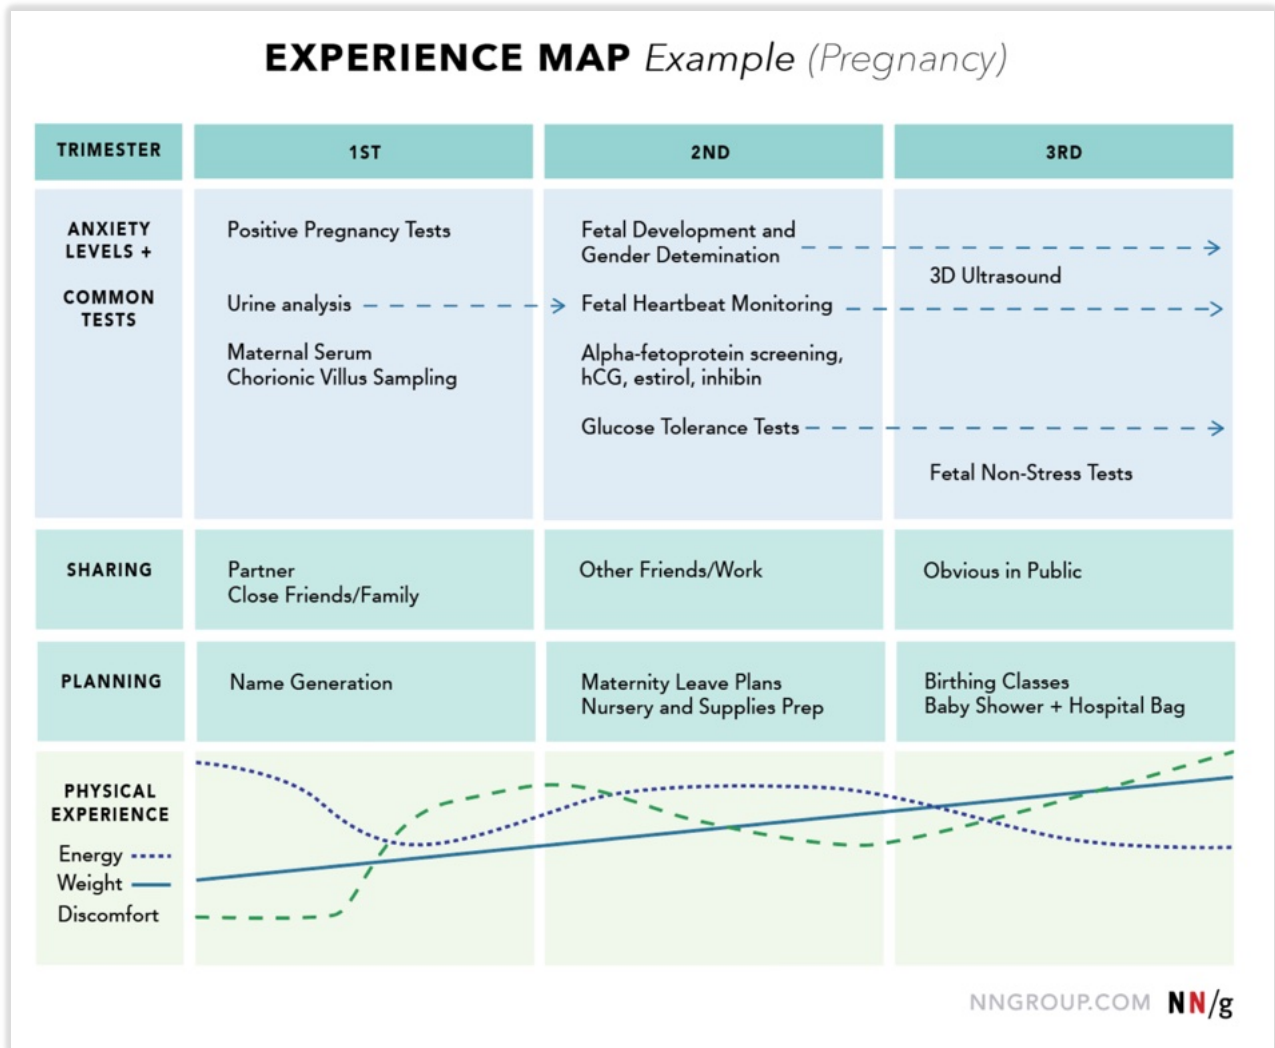 EXPERIENCE MAP Example (Pregnancy)
TRIMESTER
1ST
2ND
3RD
ANXIETY
LEVELS +
COMMON
TESTS
Positive Pregnancy Tests
Urine analysis
Maternal Serum
Chorionic Villus Sampling
Fetal Development and
Gender Detemination
Fetal Heartbeat Monitoring
Alpha-fetoprotein screening,
hCG, estirol, inhibin
Glucose Tolerance Tests
3D Ultrasound
Fetal Non-Stress Tests
SHARING
Partner
Close Friends/Family
Other Friends/Work
Obvious in Public
PLANNING
Name Generation
Maternity Leave Plans
Nursery and Supplies Prep
Birthing Classes
Baby Shower + Hospital Bag
PHYSICAL
EXPERIENCE
Energy
Weight
Discomfort
NNGROUP.COM NN/g